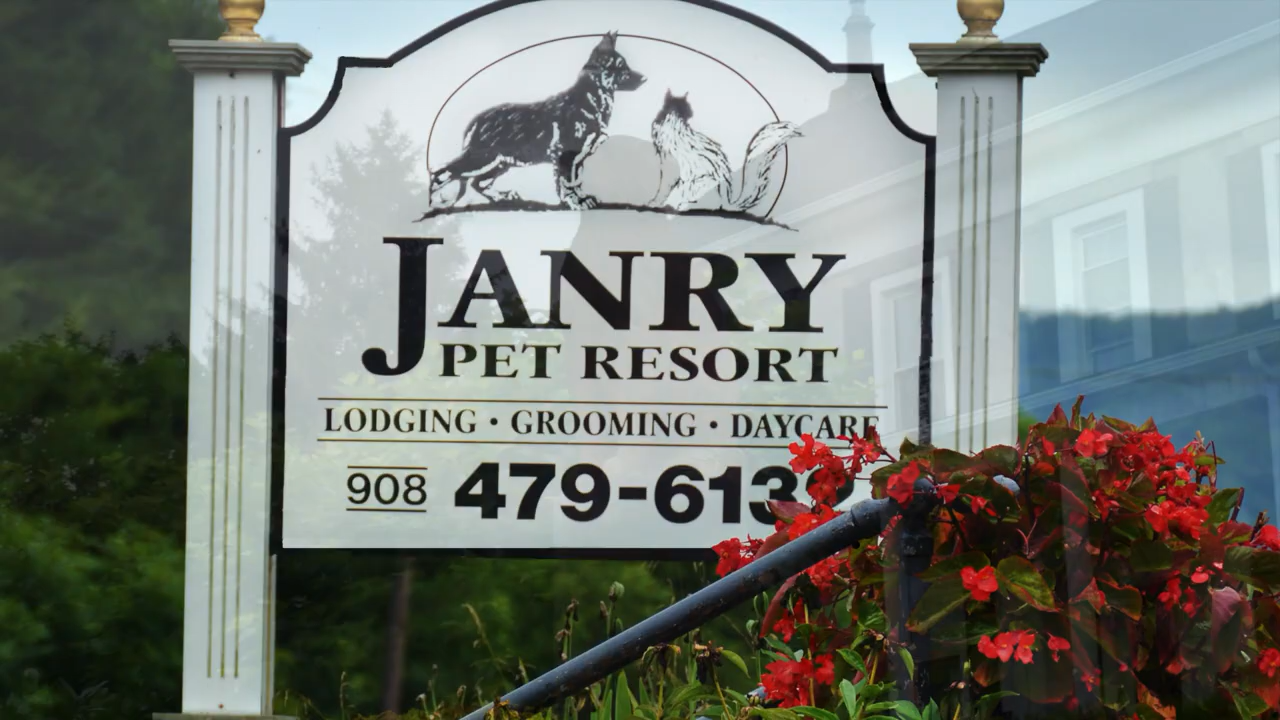 JANRY
PET RESORT
LODGING • GROOMING • DAYCARE
908 479-613